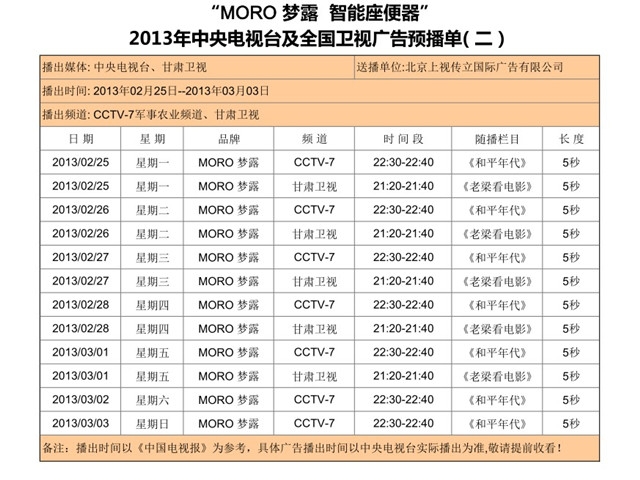 “MORO 梦露 智能座便器”
2013年中央电视台及全国卫视广告预播单(二)
播出媒体: 中央电视台、甘肃卫视 送播单位:北京上视传立国际广告有限公司
播出时间: 2013年02月25日--2013年03月03日
播出频道: CCTV-7军事农业频道、甘肃卫视
日 期 星 期 品牌 频 道 时 间 段 随播栏目 长 度
2013/02/25 星期一 MORO 梦露 CCTV-7 22:30-22:40 《和平年代》 5秒
2013/02/25 星期一 MORO 梦露 甘肃卫视 21:20-21:40 《老梁看电影》 5秒
2013/02/26 星期二 MORO 梦露 CCTV-7 22:30-22:40 《和平年代》 5秒
2013/02/26 星期二 MORO 梦露 甘肃卫视 21:20-21:40 《老梁看电影》 5秒
2013/02/27 星期三 MORO 梦露 CCTV-7 22:30-22:40 《和平年代》 5秒
2013/02/27 星期三 MORO 梦露 甘肃卫视 21:20-21:40 《老梁看电影》 5秒
2013/02/28 星期四 MORO 梦露 CCTV-7 22:30-22:40 《和平年代》 5秒
2013/02/28 星期四 MORO 梦露 甘肃卫视 21:20-21:40 《老梁看电影》 5秒
2013/03/01 星期五 MORO 梦露 CCTV-7 22:30-22:40 《和平年代》 5秒
2013/03/01 星期五 MORO 梦露 甘肃卫视 21:20-21:40 《老梁看电影》 5秒
2013/03/02 星期六 MORO 梦露 CCTV-7 22:30-22:40 《和平年代》 5秒
2013/03/03 星期日 MORO 梦露 CCTV-7 22:30-22:40 《和平年代》 5秒
备注：播出时间以《中国电视报》为参考，具体广告播出时间以中央电视台实际播出为准,敬请提前收看！